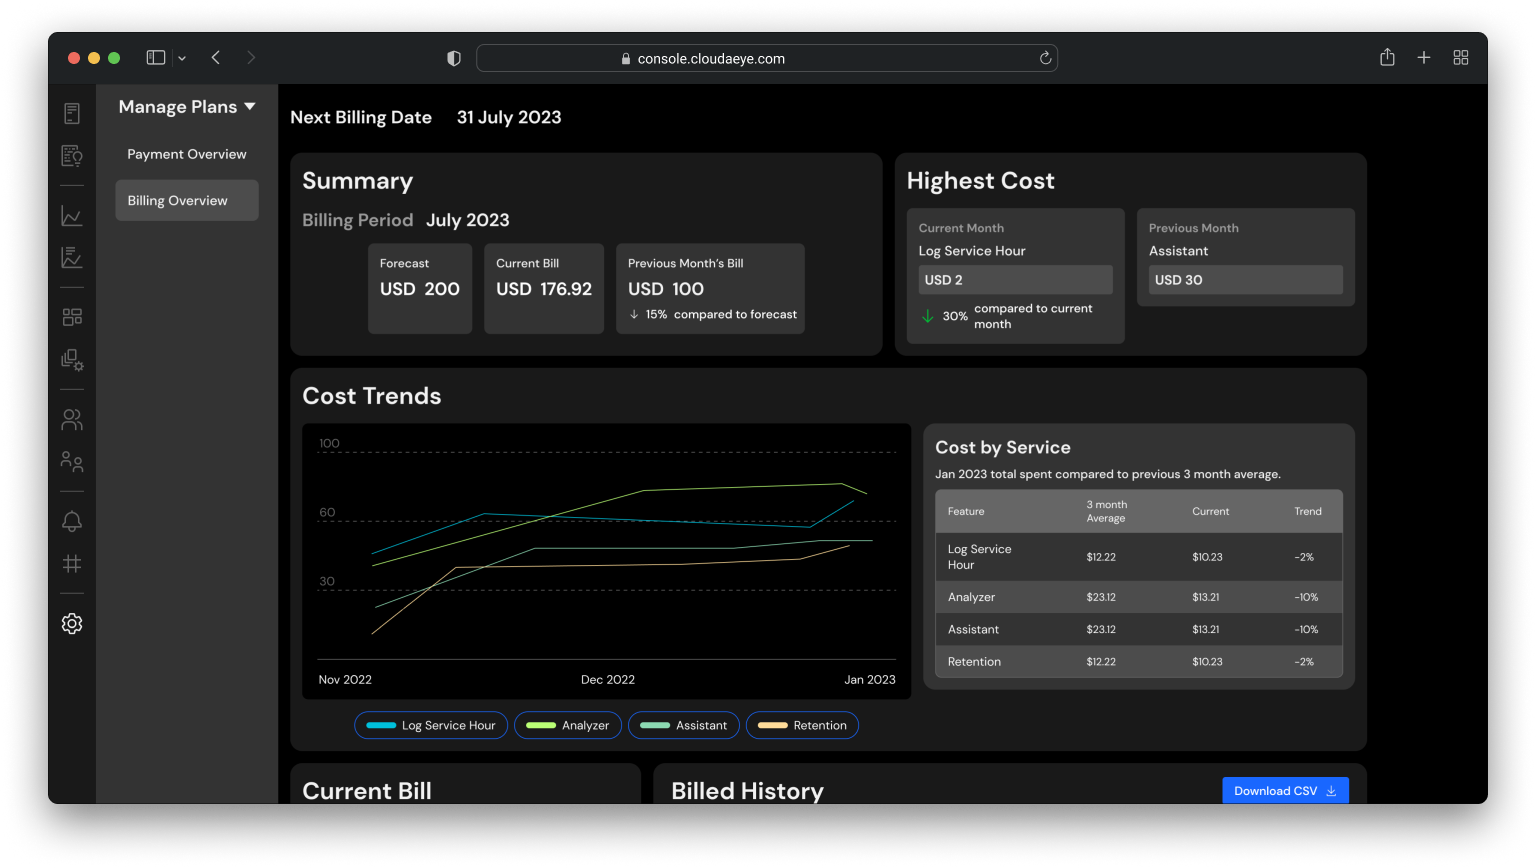 console.cloudaeye.com
Manage Plans
Payment Overview
Billing Overview
Next Billing Date 31 July 2023
Summary
Billing Period July 2023
Forecast
USD 200
Current Bill
USD 176.92
Previous Month's Bill
USD 100
↓ 15% compared to forecast
Highest Cost
Current Month
Log Service Hour
USD 2
↓ 30% compared to current
month
Previous Month
Assistant
USD 30
Cost Trends
100
60
30
Nov 2022 Dec 2022 Jan 2023
Log Service Hour Analyzer Assistant Retention
Cost by Service
Jan 2023 total spent compared to previous 3 month average.
Feature 3 month Current Trend
Average
Log Service
Hour $12.22 $10.23 -2%
Analyzer $23.12 $13.21 -10%
Assistant $23.12 $13.21 -10%
Retention $12.22 $10.23 -2%
Current Bill
Billed History
Download CSV